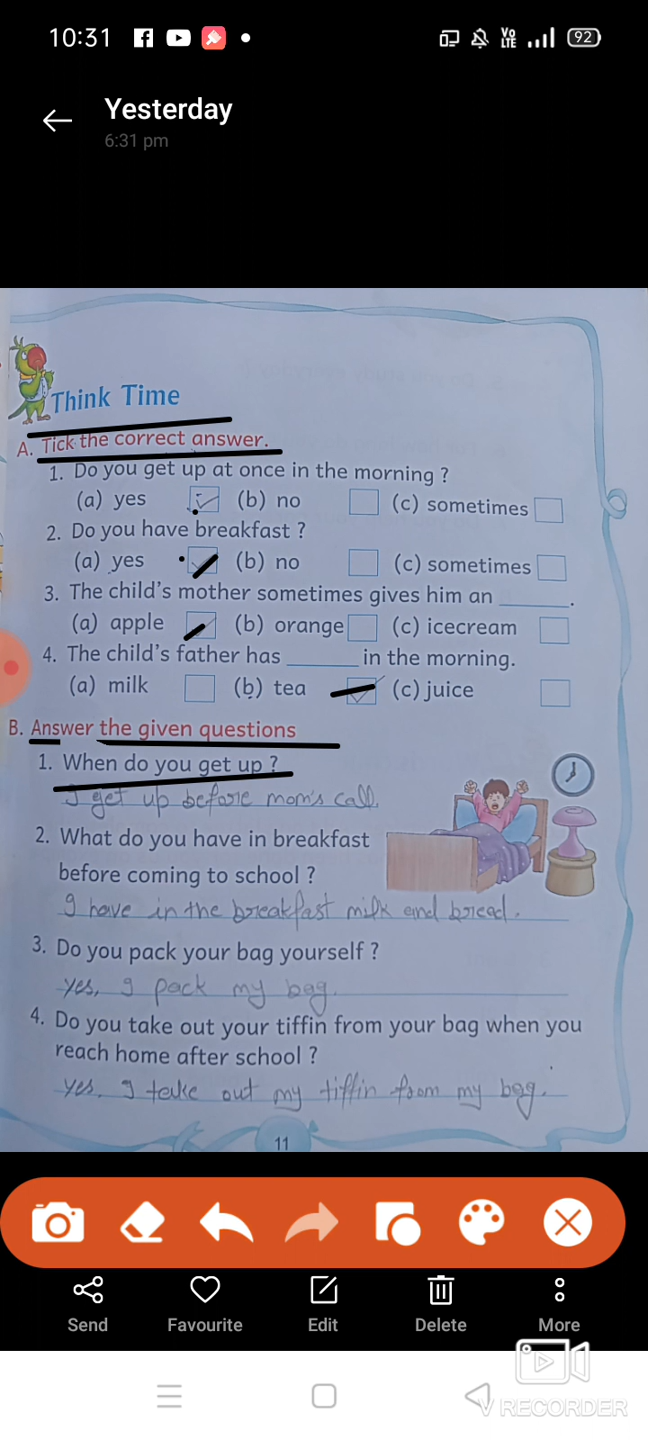 10:31
VO LTE
92
Yesterday
6:31 pm
Think Time
A. Tick the correct answer.
1. Do you get up at once in the morning ?
(a) yes (b) no (c) sometimes
2. Do you have breakfast ?
(a) yes (b) no (c) sometimes
3. The child's mother sometimes gives him an ______.
(a) apple (b) orange (c) icecream
4. The child's father has ______ in the morning.
(a) milk (b) tea (c) juice
B. Answer the given questions
1. When do you get up ?
I get up before mom's call.
2. What do you have in breakfast
before coming to school ?
I have in the breakfast milk and bread.
3. Do you pack your bag yourself ?
Yes, I pack my bag.
4. Do you take out your tiffin from your bag when you
reach home after school ?
Yes, I take out my tiffin from my bag.
11
Send Favourite Edit Delete More
V RECORDER